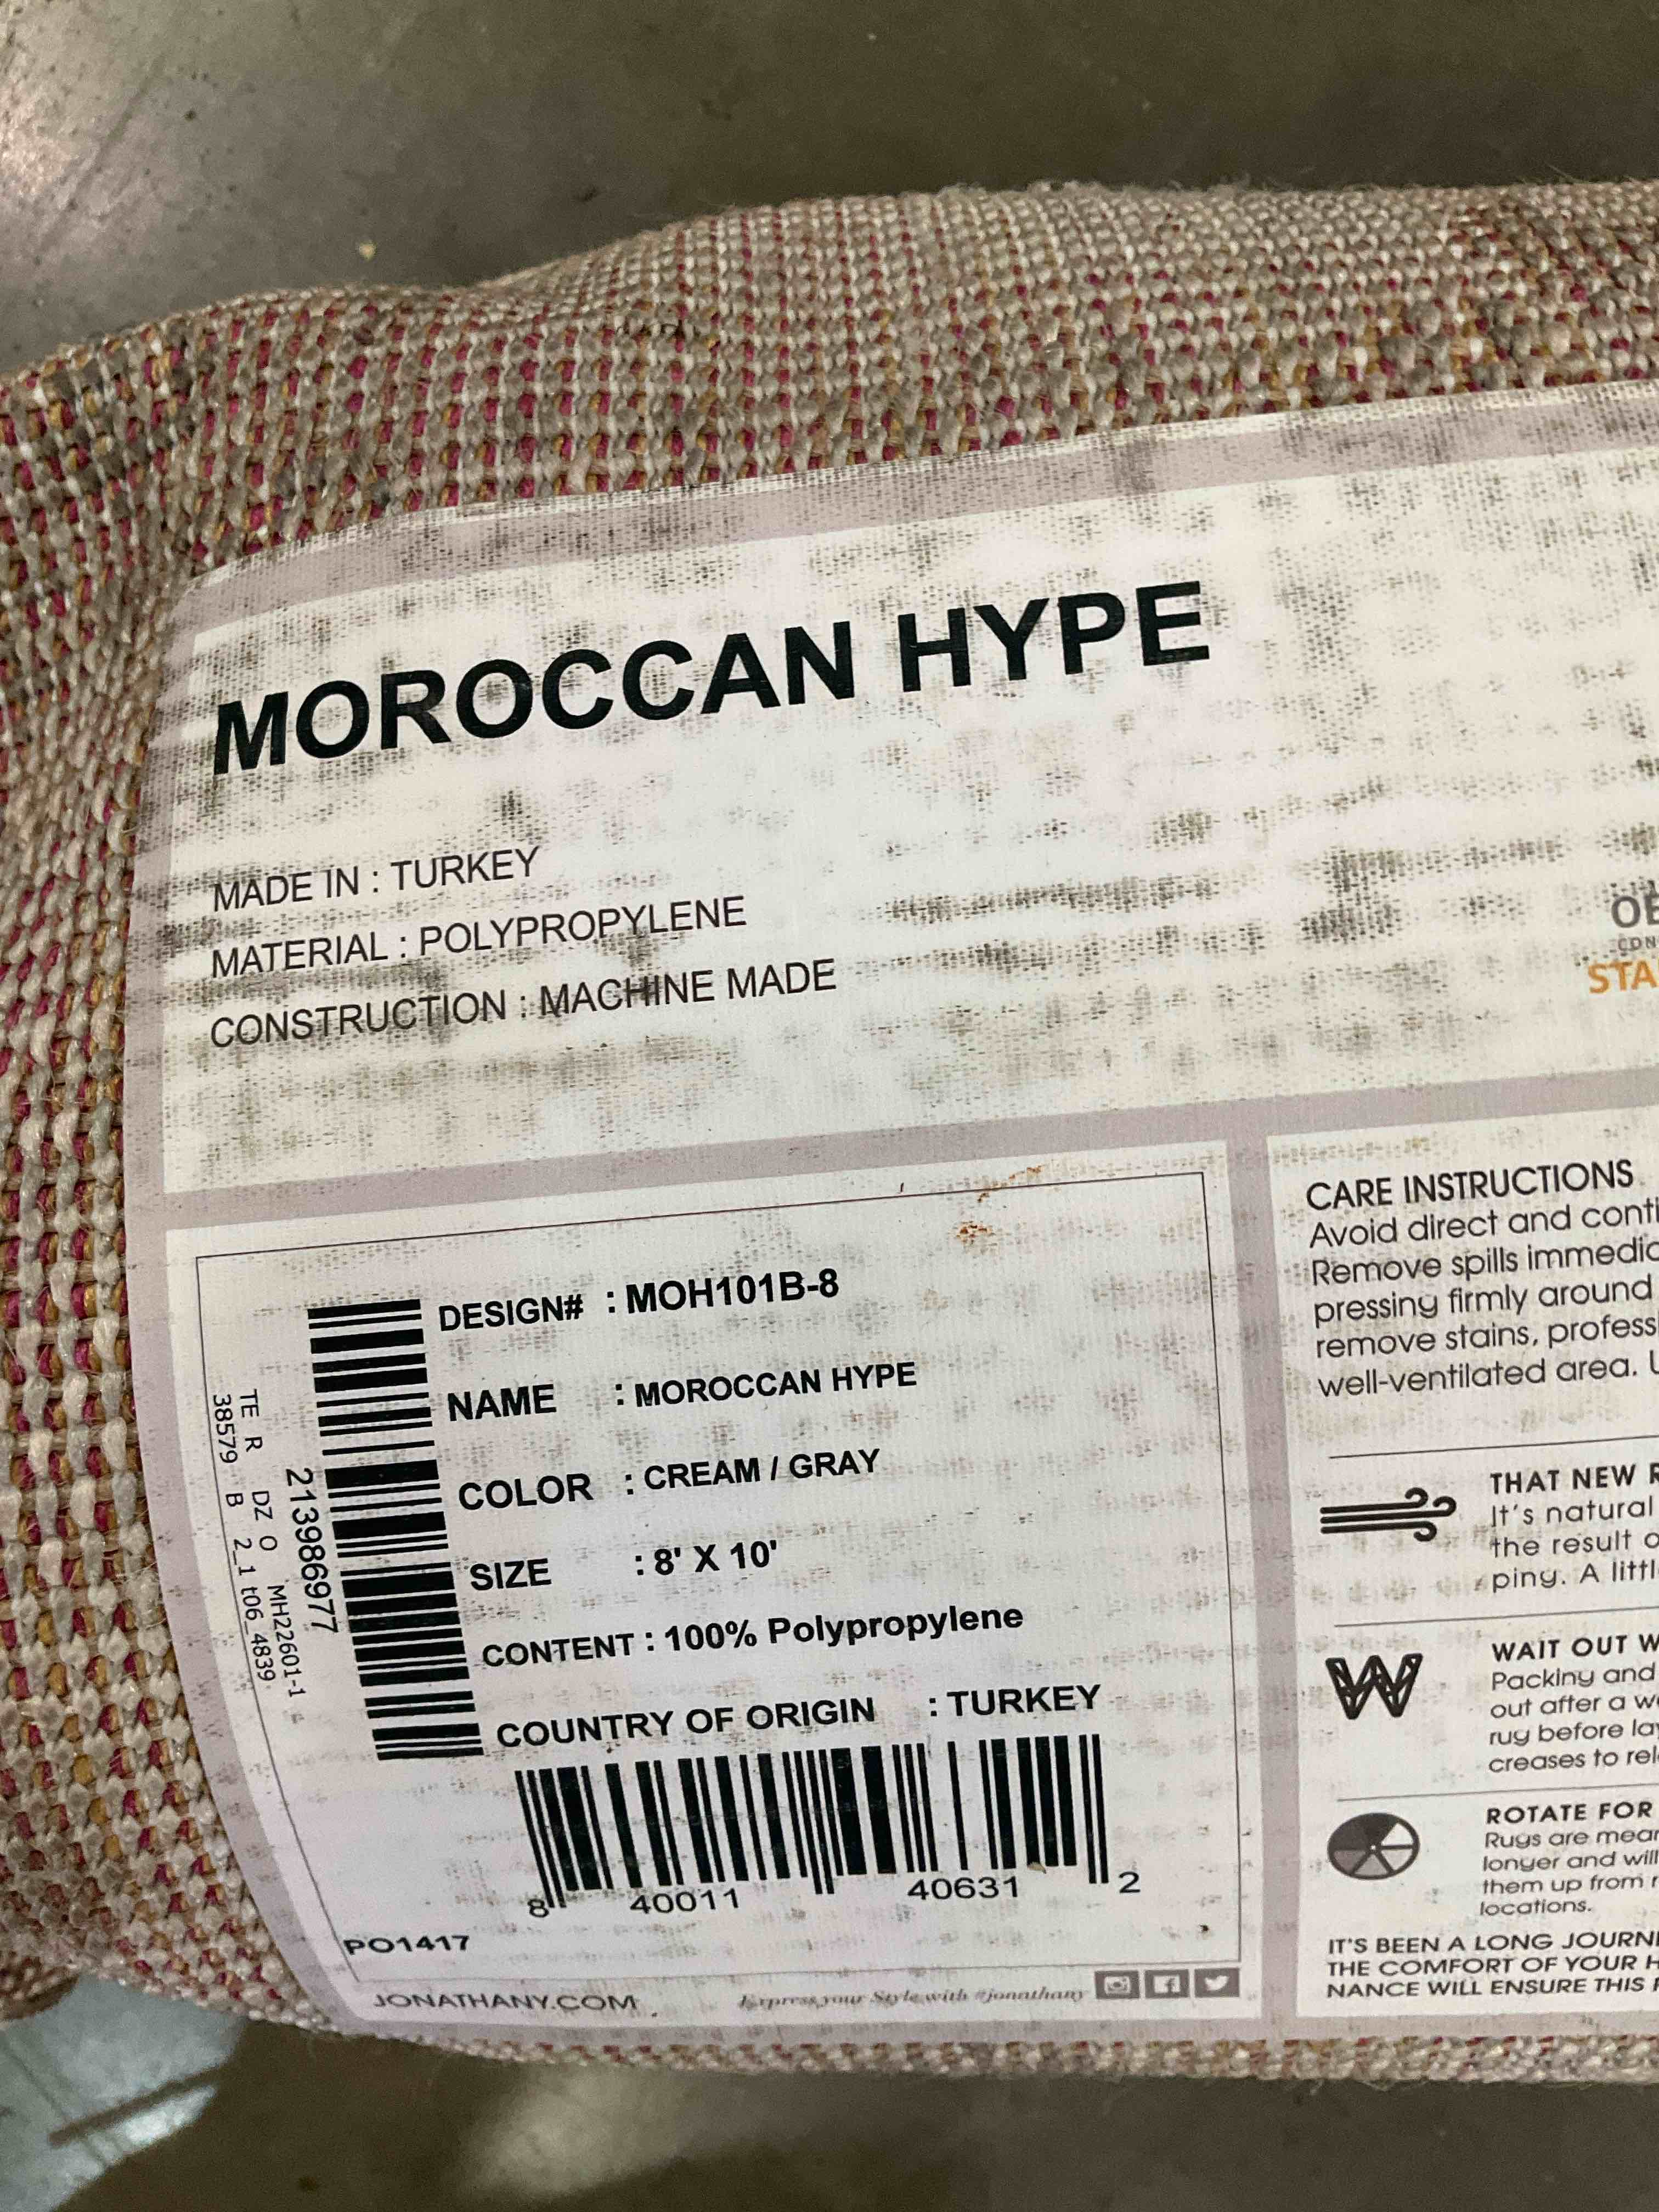 MOROCCAN HYPE
MADE IN : TURKEY
MATERIAL : POLYPROPYLENE
CONSTRUCTION : MACHINE MADE
STA
DESIGN# : MOH101B-8
NAME : MOROCCAN HYPE
COLOR : CREAM / GRAY
SIZE : 8' X 10'
CONTENT : 100% Polypropylene
COUNTRY OF ORIGIN : TURKEY
213986977
TE R DZ O MH22601-1
38579 B 2_1 t06_4839
8 40011 40631 2
PO1417
JONATHANY.COM
Express your Style with #jonathany
CARE INSTRUCTIONS
Avoid direct and conti
Remove spills immedia
pressing firmly around
remove stains, professi
well-ventilated area. U
THAT NEW R
It's natural
the result o
piny. A littl
WAIT OUT W
Packing and
out after a w
rug before lay
creases to rel
ROTATE FOR
Rugs are mean
longer and will
them up from
locations.
IT'S BEEN A LONG JOURN
THE COMFORT OF YOUR H
NANCE WILL ENSURE THIS